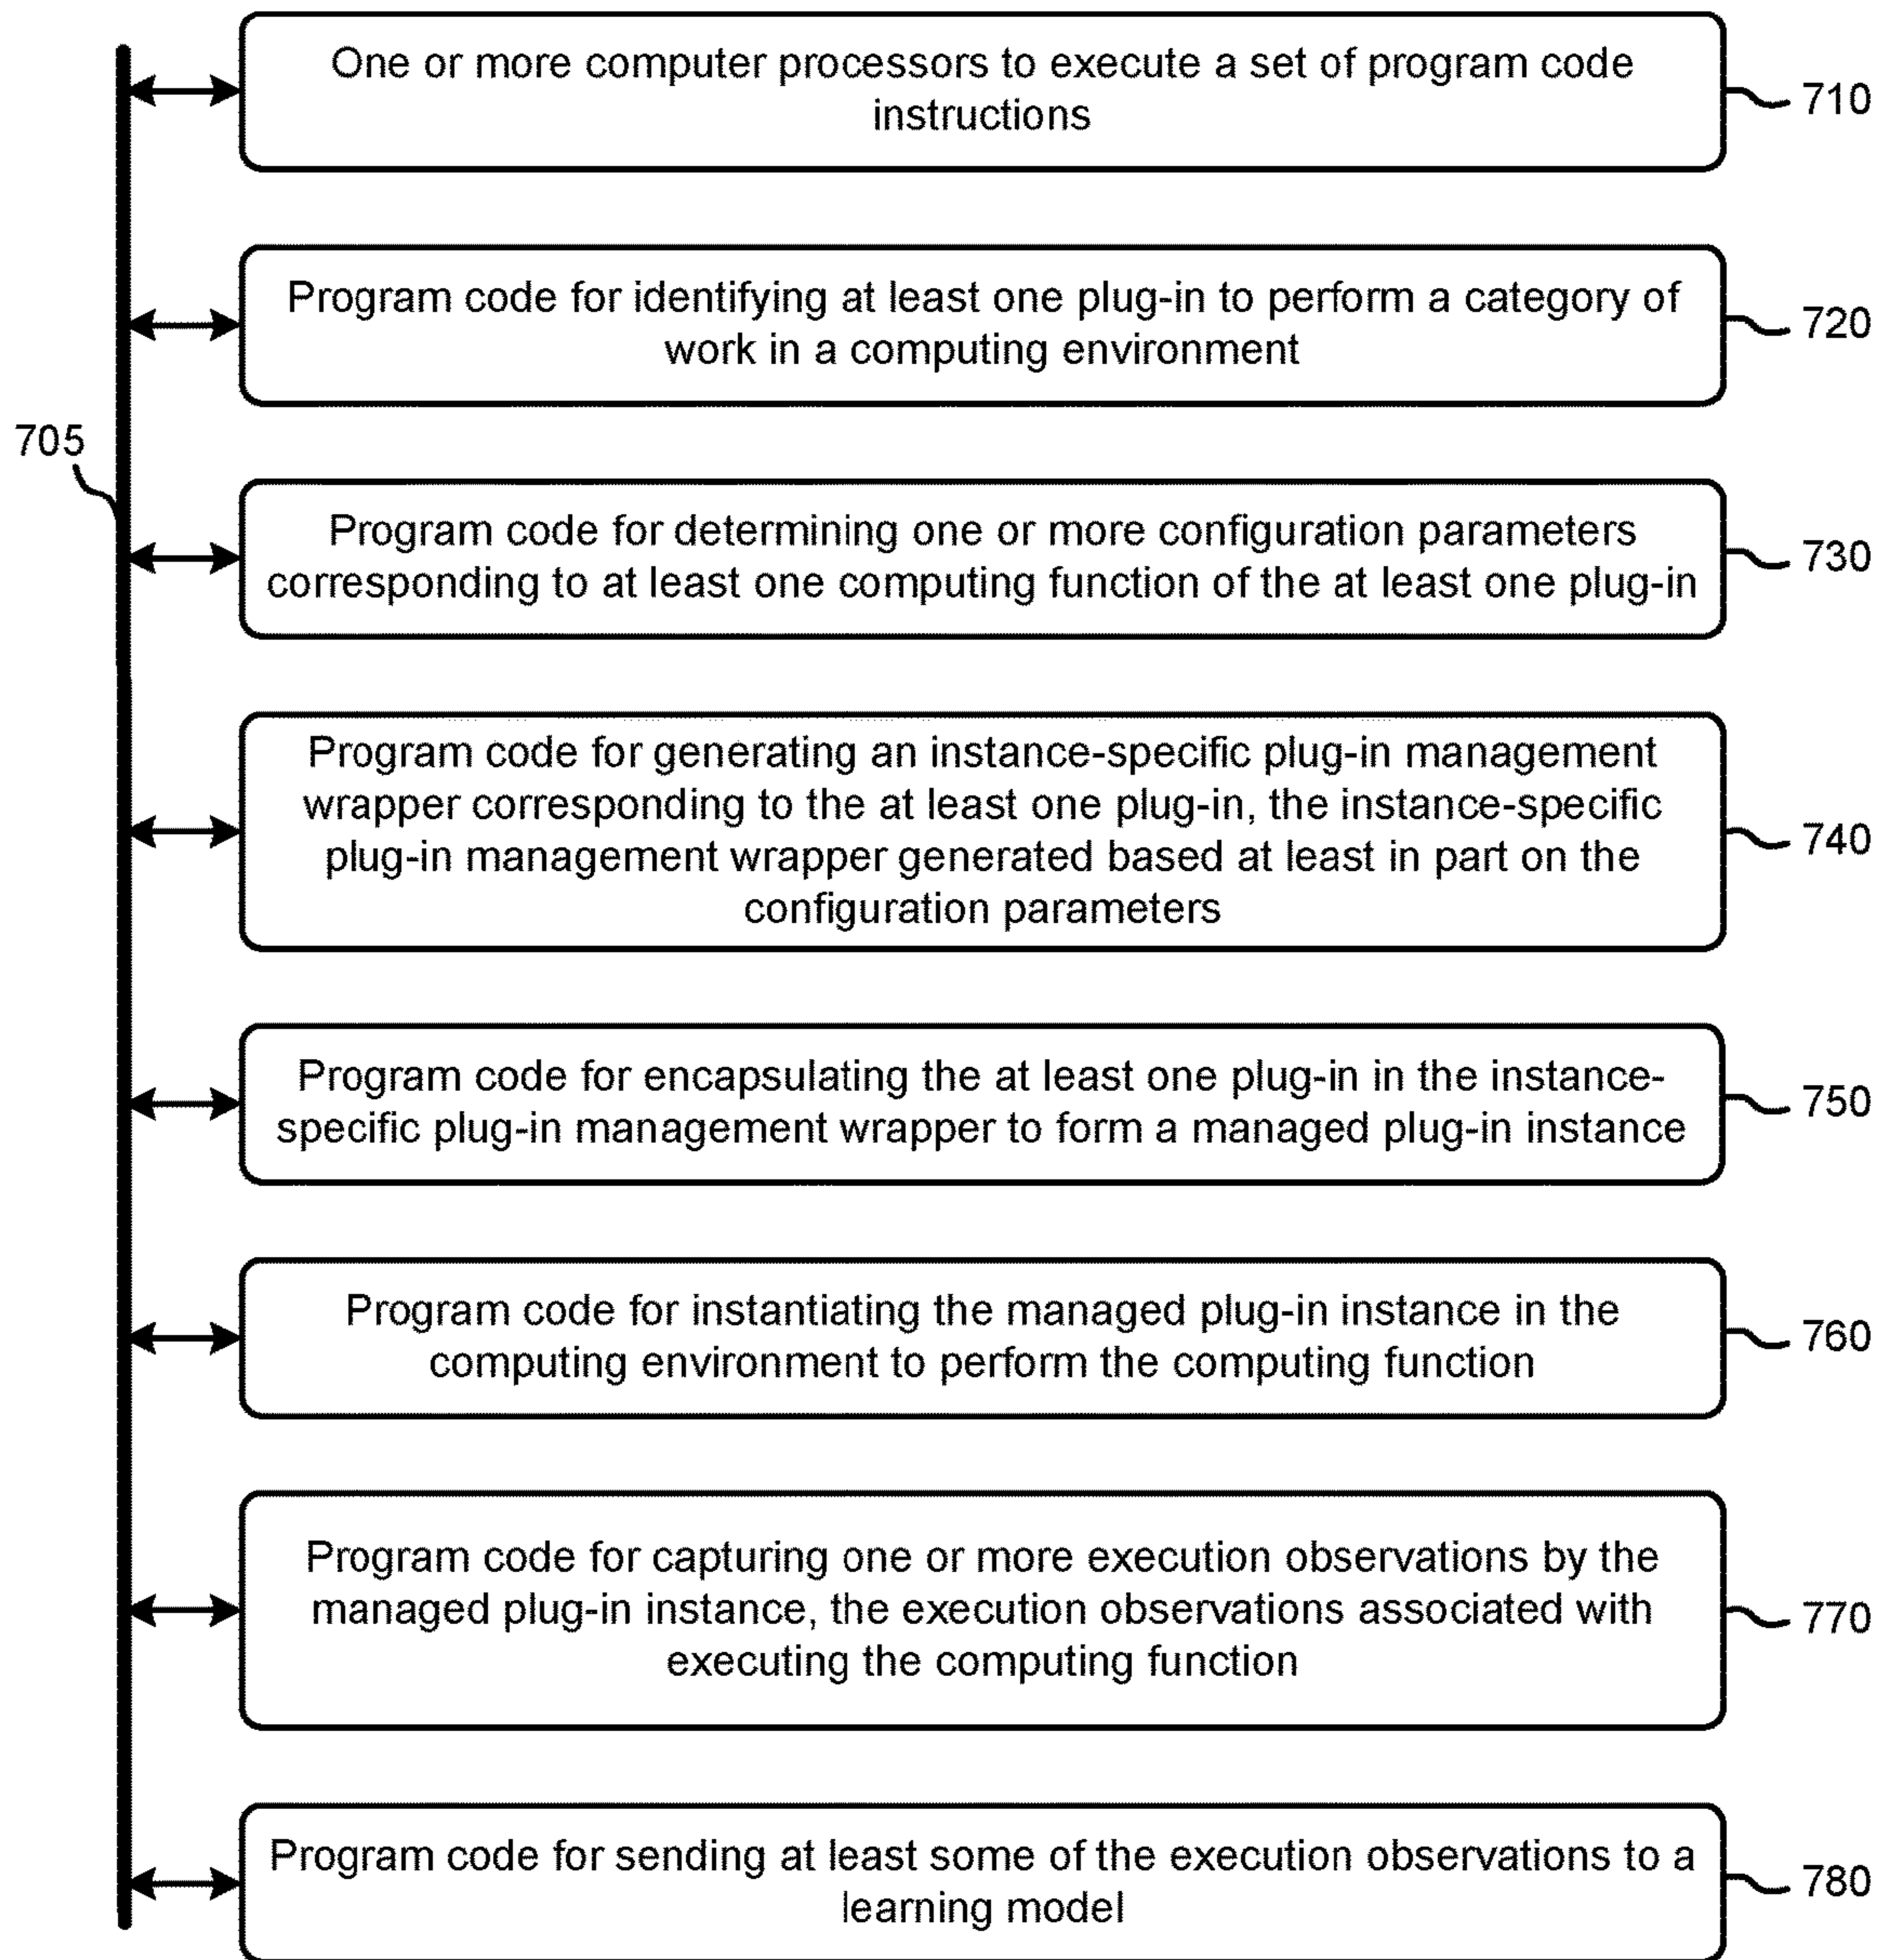 One or more computer processors to execute a set of program code
instructions
710
Program code for identifying at least one plug-in to perform a category of
work in a computing environment
720
705
Program code for determining one or more configuration parameters
corresponding to at least one computing function of the at least one plug-in
730
Program code for generating an instance-specific plug-in management
wrapper corresponding to the at least one plug-in, the instance-specific
plug-in management wrapper generated based at least in part on the
configuration parameters
740
Program code for encapsulating the at least one plug-in in the instance-
specific plug-in management wrapper to form a managed plug-in instance
750
Program code for instantiating the managed plug-in instance in the
computing environment to perform the computing function
760
Program code for capturing one or more execution observations by the
managed plug-in instance, the execution observations associated with
executing the computing function
770
Program code for sending at least some of the execution observations to a
learning model
780